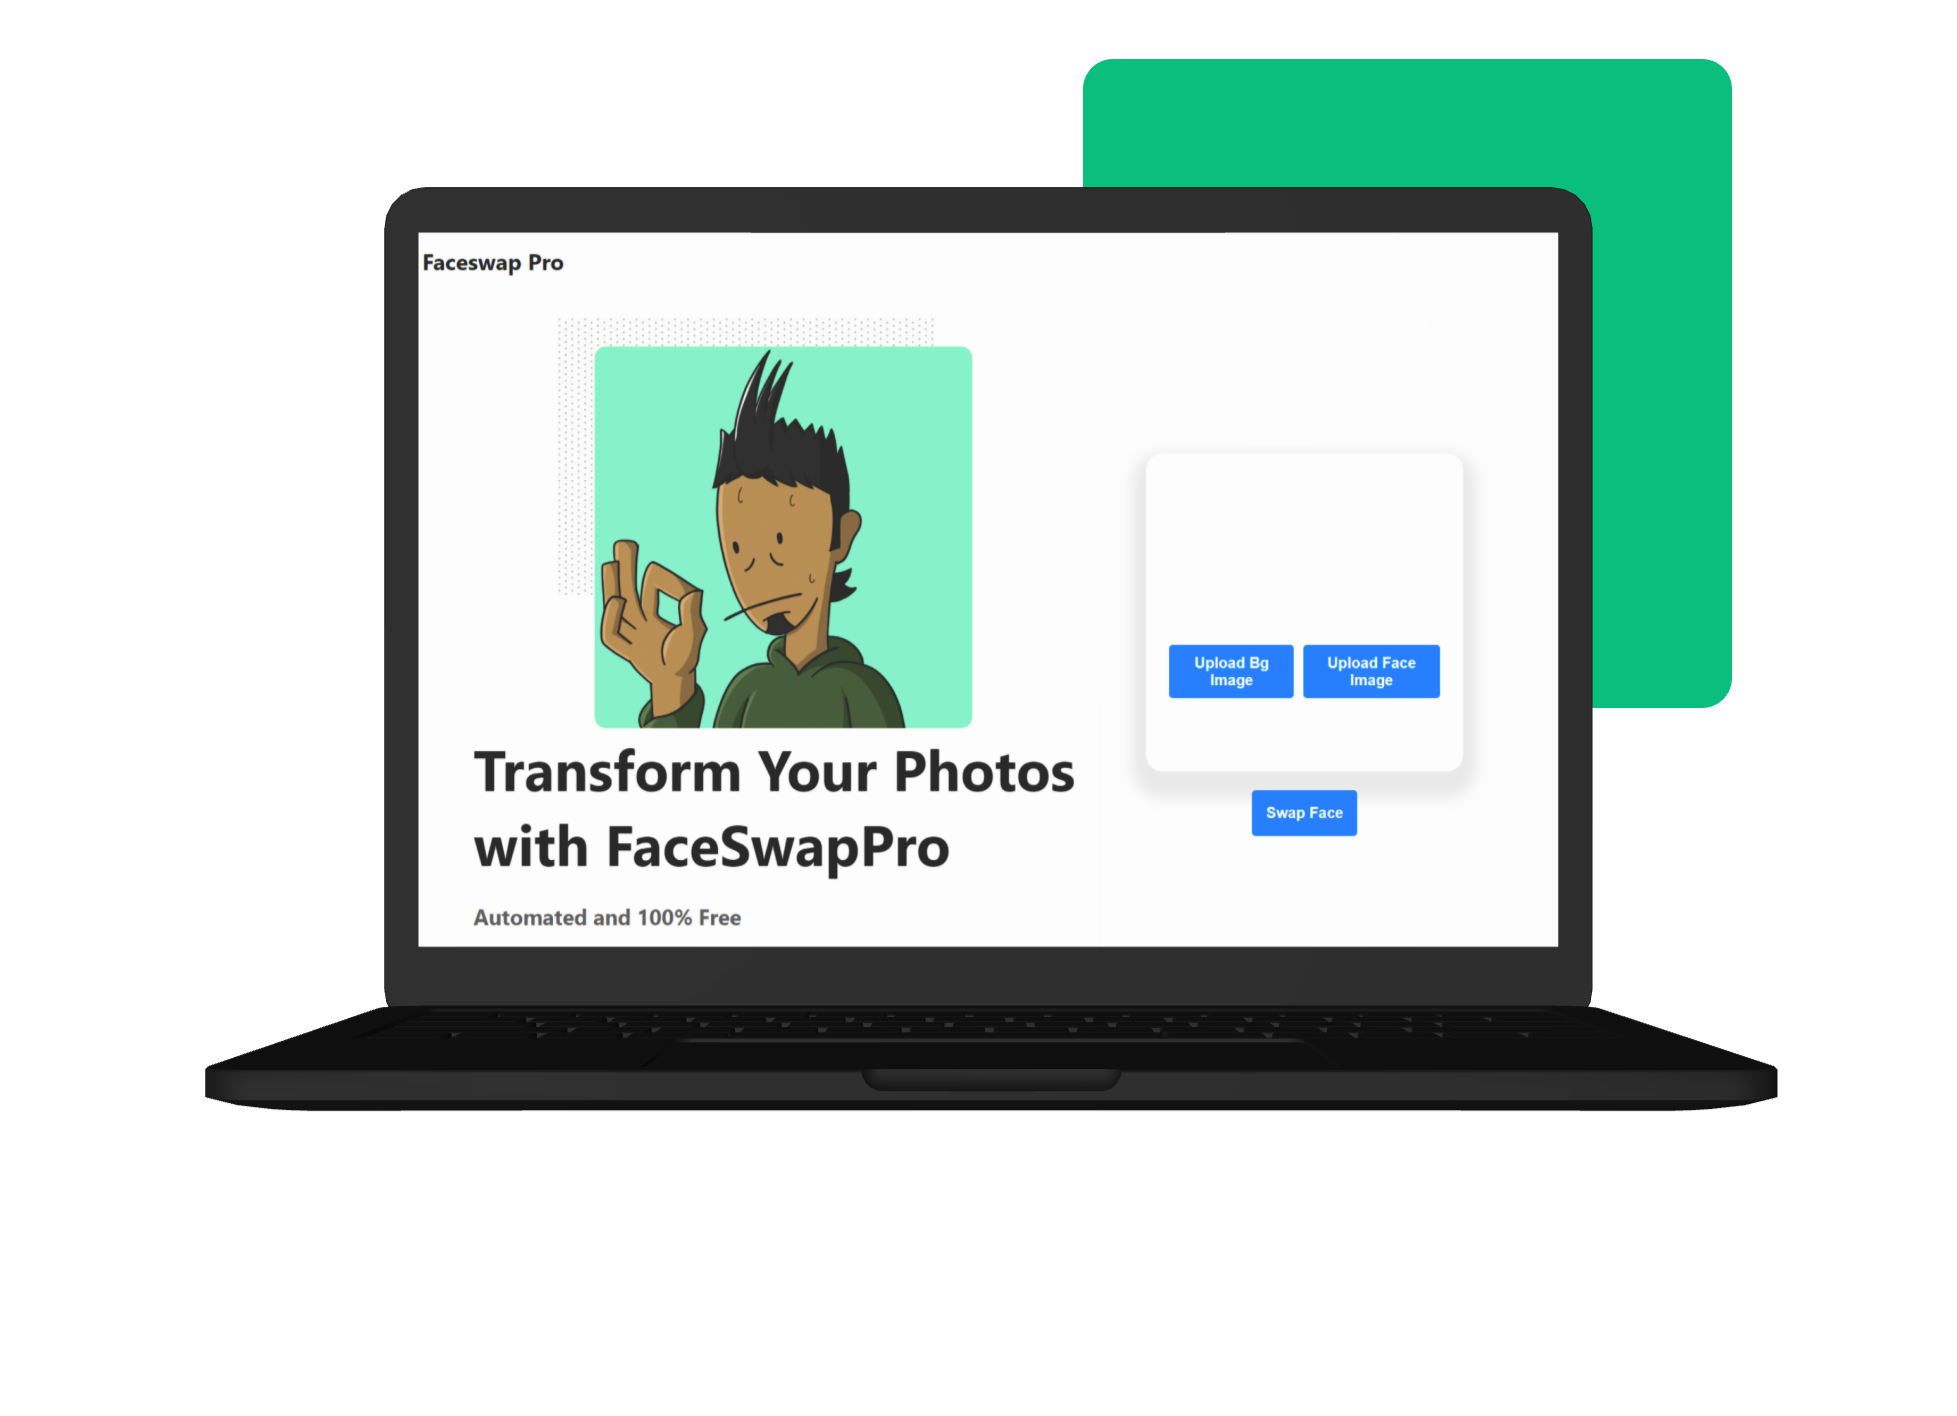 Faceswap Pro
Transform Your Photos
with FaceSwapPro
Automated and 100% Free
Upload Bg
Image
Upload Face
Image
Swap Face